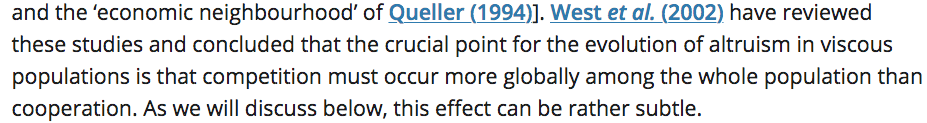 and the ‘economic neighbourhood’ of Queller (1994)]. West et al. (2002) have reviewed
these studies and concluded that the crucial point for the evolution of altruism in viscous
populations is that competition must occur more globally among the whole population than
cooperation. As we will discuss below, this effect can be rather subtle.